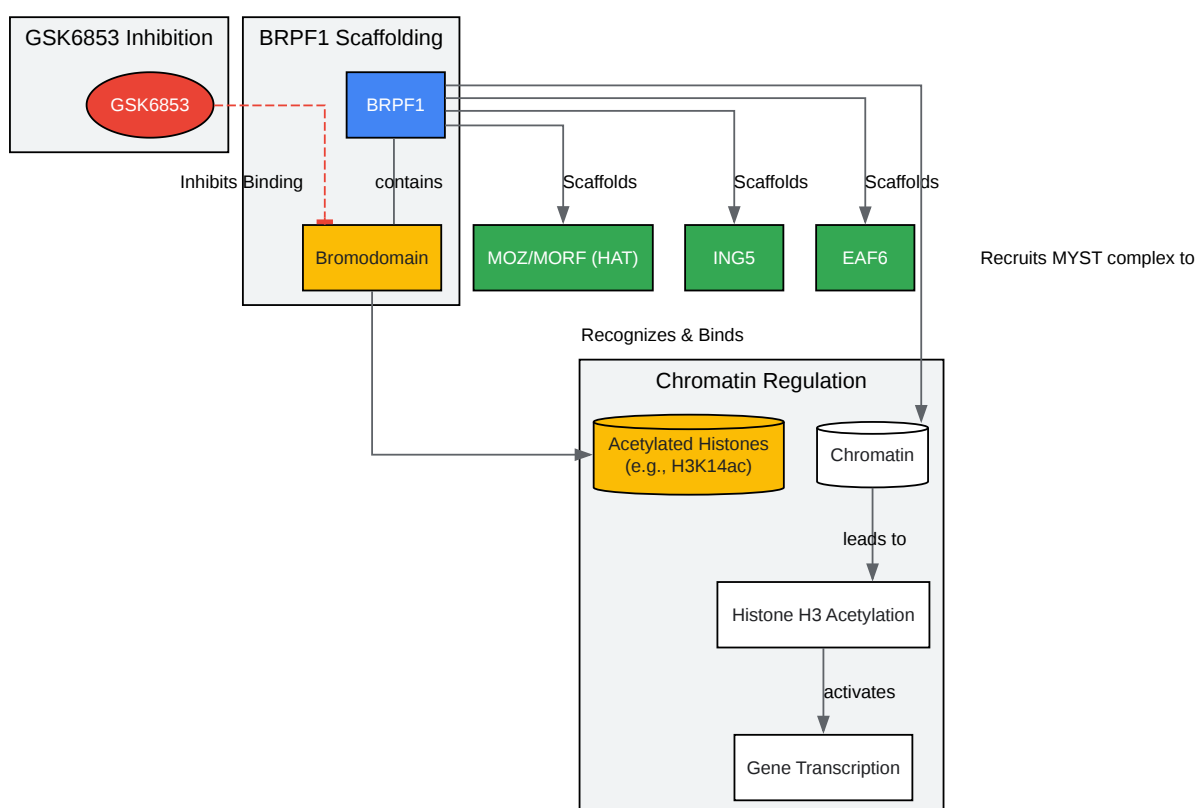 GSK6853 Inhibition
BRPF1 Scaffolding
GSK6853
BRPF1
Inhibits Binding
contains
Scaffolds
Scaffolds
Scaffolds
Bromodomain
MOZ/MORF (HAT)
ING5
EAF6
Recruits MYST complex to
Recognizes & Binds
Chromatin Regulation
Acetylated Histones
(e.g., H3K14ac)
Chromatin
leads to
Histone H3 Acetylation
activates
Gene Transcription